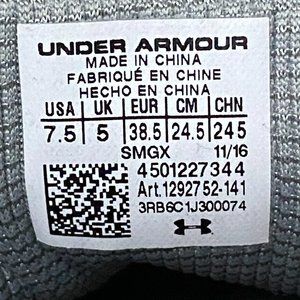 UNDER ARMOUR
MADE IN CHINA
FABRIQUÉ EN CHINE
HECHO EN CHINA
USA UK EUR CM CHN
7.5 5 38.5 24.5 245
SMGX 11/16
4501227344
Art.1292752-141
3RB6C1J300074